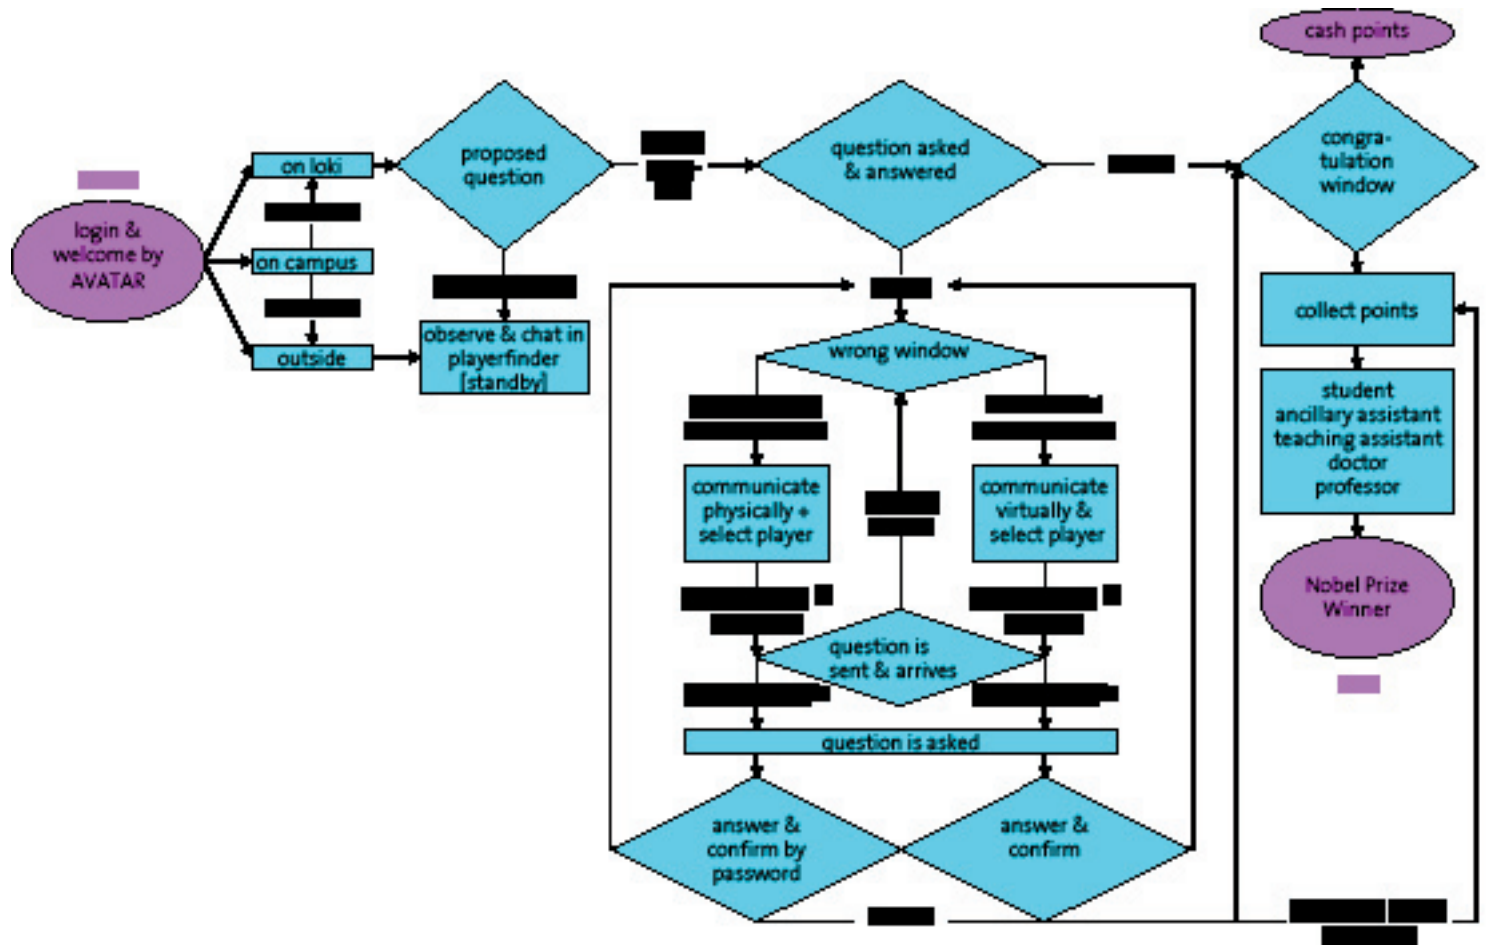 cash points
congra-
tulation
window
proposed
question
question asked
& answered
on loki
login &
welcome by
AVATAR
on campus
outside
observe & chat in
playerfinder
[standby]
wrong window
collect points
student
ancillary assistant
teaching assistant
doctor
professor
communicate
physically +
select player
communicate
virtually &
select player
Nobel Prize
Winner
question is
sent & arrives
question is asked
answer &
confirm by
password
answer &
confirm